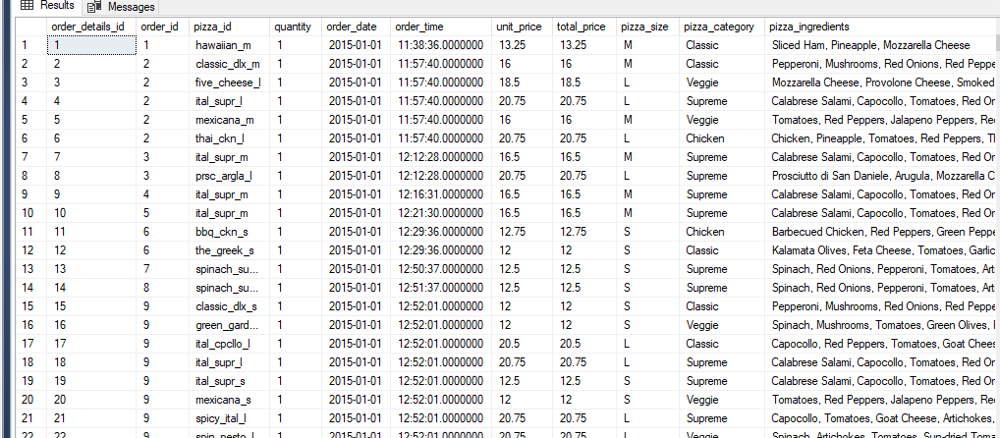 Results Messages
order_details_id order_id pizza_id quantity order_date order_time unit_price total_price pizza_size pizza_category pizza_ingredients
1 1 1 hawaiian_m 1 2015-01-01 11:38:36.0000000 13.25 13.25 M Classic Sliced Ham, Pineapple, Mozzarella Cheese
2 2 2 classic_dlx_m 1 2015-01-01 11:57:40.0000000 16 16 M Classic Pepperoni, Mushrooms, Red Onions, Red Pepp
3 3 2 five_cheese_l 1 2015-01-01 11:57:40.0000000 18.5 18.5 L Veggie Mozzarella Cheese, Provolone Cheese, Smoked
4 4 2 ital_supr_l 1 2015-01-01 11:57:40.0000000 20.75 20.75 L Supreme Calabrese Salami, Capocollo, Tomatoes, Red On
5 5 2 mexicana_m 1 2015-01-01 11:57:40.0000000 16 16 M Veggie Tomatoes, Red Peppers, Jalapeno Peppers, Re
6 6 2 thai_ckn_l 1 2015-01-01 11:57:40.0000000 20.75 20.75 L Chicken Chicken, Pineapple, Tomatoes, Red Peppers, Th
7 7 3 ital_supr_m 1 2015-01-01 12:12:28.0000000 16.5 16.5 M Supreme Calabrese Salami, Capocollo, Tomatoes, Red On
8 8 3 prsc_argla_l 1 2015-01-01 12:12:28.0000000 20.75 20.75 L Supreme Prosciutto di San Daniele, Arugula, Mozzarella C
9 9 4 ital_supr_m 1 2015-01-01 12:16:31.0000000 16.5 16.5 M Supreme Calabrese Salami, Capocollo, Tomatoes, Red On
10 10 5 ital_supr_m 1 2015-01-01 12:21:30.0000000 16.5 16.5 M Supreme Calabrese Salami, Capocollo, Tomatoes, Red On
11 11 6 bbq_ckn_s 1 2015-01-01 12:29:36.0000000 12.75 12.75 S Chicken Barbecued Chicken, Red Peppers, Green Peppe
12 12 6 the_greek_s 1 2015-01-01 12:29:36.0000000 12 12 S Classic Kalamata Olives, Feta Cheese, Tomatoes, Garlic
13 13 7 spinach_su... 1 2015-01-01 12:50:37.0000000 12.5 12.5 S Supreme Spinach, Red Onions, Pepperoni, Tomatoes, Art
14 14 8 spinach_su... 1 2015-01-01 12:51:37.0000000 12.5 12.5 S Supreme Spinach, Red Onions, Pepperoni, Tomatoes, Art
15 15 9 classic_dlx_s 1 2015-01-01 12:52:01.0000000 12 12 S Classic Pepperoni, Mushrooms, Red Onions, Red Pepp
16 16 9 green_gard... 1 2015-01-01 12:52:01.0000000 12 12 S Veggie Spinach, Mushrooms, Tomatoes, Green Olives, F
17 17 9 ital_cpcllo_l 1 2015-01-01 12:52:01.0000000 20.5 20.5 L Classic Capocollo, Red Peppers, Tomatoes, Goat Chees
18 18 9 ital_supr_l 1 2015-01-01 12:52:01.0000000 20.75 20.75 L Supreme Calabrese Salami, Capocollo, Tomatoes, Red On
19 19 9 ital_supr_s 1 2015-01-01 12:52:01.0000000 12.5 12.5 S Supreme Calabrese Salami, Capocollo, Tomatoes, Red On
20 20 9 mexicana_s 1 2015-01-01 12:52:01.0000000 12 12 S Veggie Tomatoes, Red Peppers, Jalapeno Peppers, Re
21 21 9 spicy_ital_l 1 2015-01-01 12:52:01.0000000 20.75 20.75 L Supreme Capocollo, Tomatoes, Goat Cheese, Artichokes,
22 22 9 spin_pesto_l 1 2015-01-01 12:52:01.0000000 20.75 20.75 L Veggie Spinach, Artichokes, Tomatoes, Sun-dried Tomat